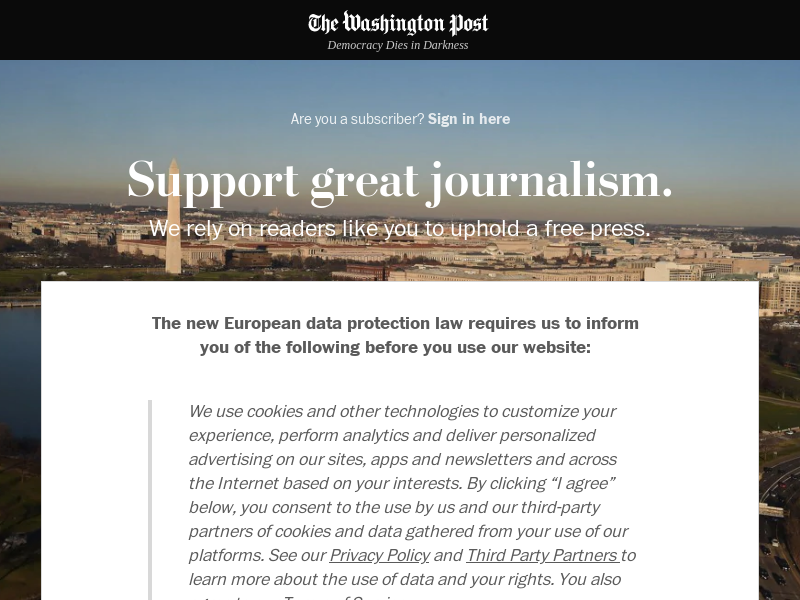 The Washington Post
Democracy Dies in Darkness
Are you a subscriber? Sign in here
Support great journalism.
We rely on readers like you to uphold a free press.
The new European data protection law requires us to inform
you of the following before you use our website:
We use cookies and other technologies to customize your
experience, perform analytics and deliver personalized
advertising on our sites, apps and newsletters and across
the Internet based on your interests. By clicking “I agree”
below, you consent to the use by us and our third-party
partners of cookies and data gathered from your use of our
platforms. See our Privacy Policy and Third Party Partners to
learn more about the use of data and your rights. You also